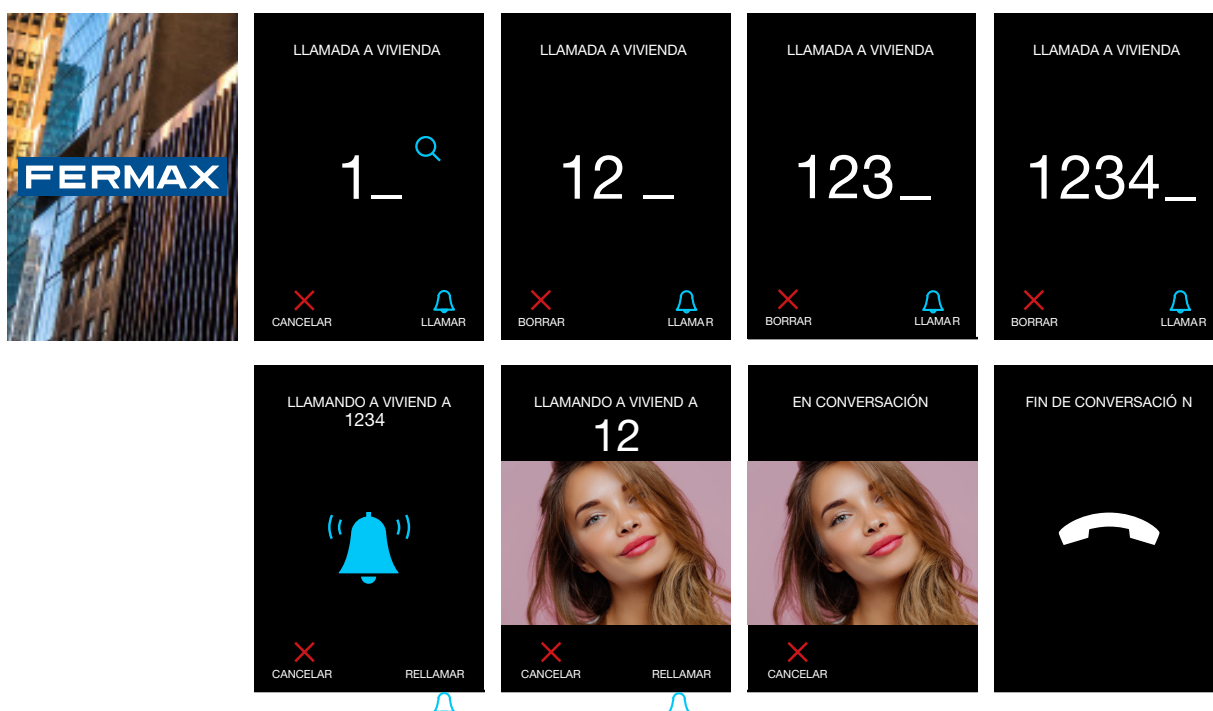 FERMAX
LLAMADA A VIVIENDA
1_
CANCELAR
LLAMAR
LLAMADA A VIVIENDA
12 _
BORRAR
LLAMAR
LLAMADA A VIVIENDA
123_
BORRAR
LLAMAR
LLAMADA A VIVIENDA
1234_
BORRAR
LLAMAR
LLAMANDO A VIVIEND A
1234
CANCELAR
RELLAMAR
LLAMANDO A VIVIEND A
12
CANCELAR
RELLAMAR
EN CONVERSACIÓN
CANCELAR
FIN DE CONVERSACIÓ N